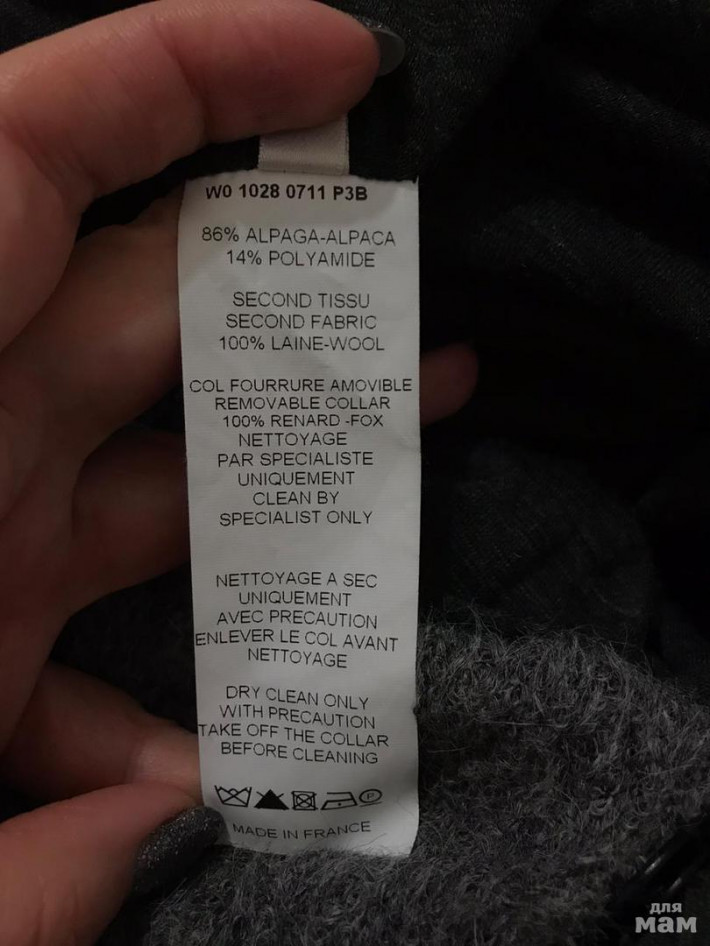 W0 1028 0711 P3B
86% ALPAGA-ALPACA
14% POLYAMIDE
SECOND TISSU
SECOND FABRIC
100% LAINE-WOOL
COL FOURRURE AMOVIBLE
REMOVABLE COLLAR
100% RENARD -FOX
NETTOYAGE
PAR SPECIALISTE
UNIQUEMENT
CLEAN BY
SPECIALIST ONLY
NETTOYAGE A SEC
UNIQUEMENT
AVEC PRECAUTION
ENLEVER LE COL AVANT
NETTOYAGE
DRY CLEAN ONLY
WITH PRECAUTION
TAKE OFF THE COLLAR
BEFORE CLEANING
P
MADE IN FRANCE
для
мам